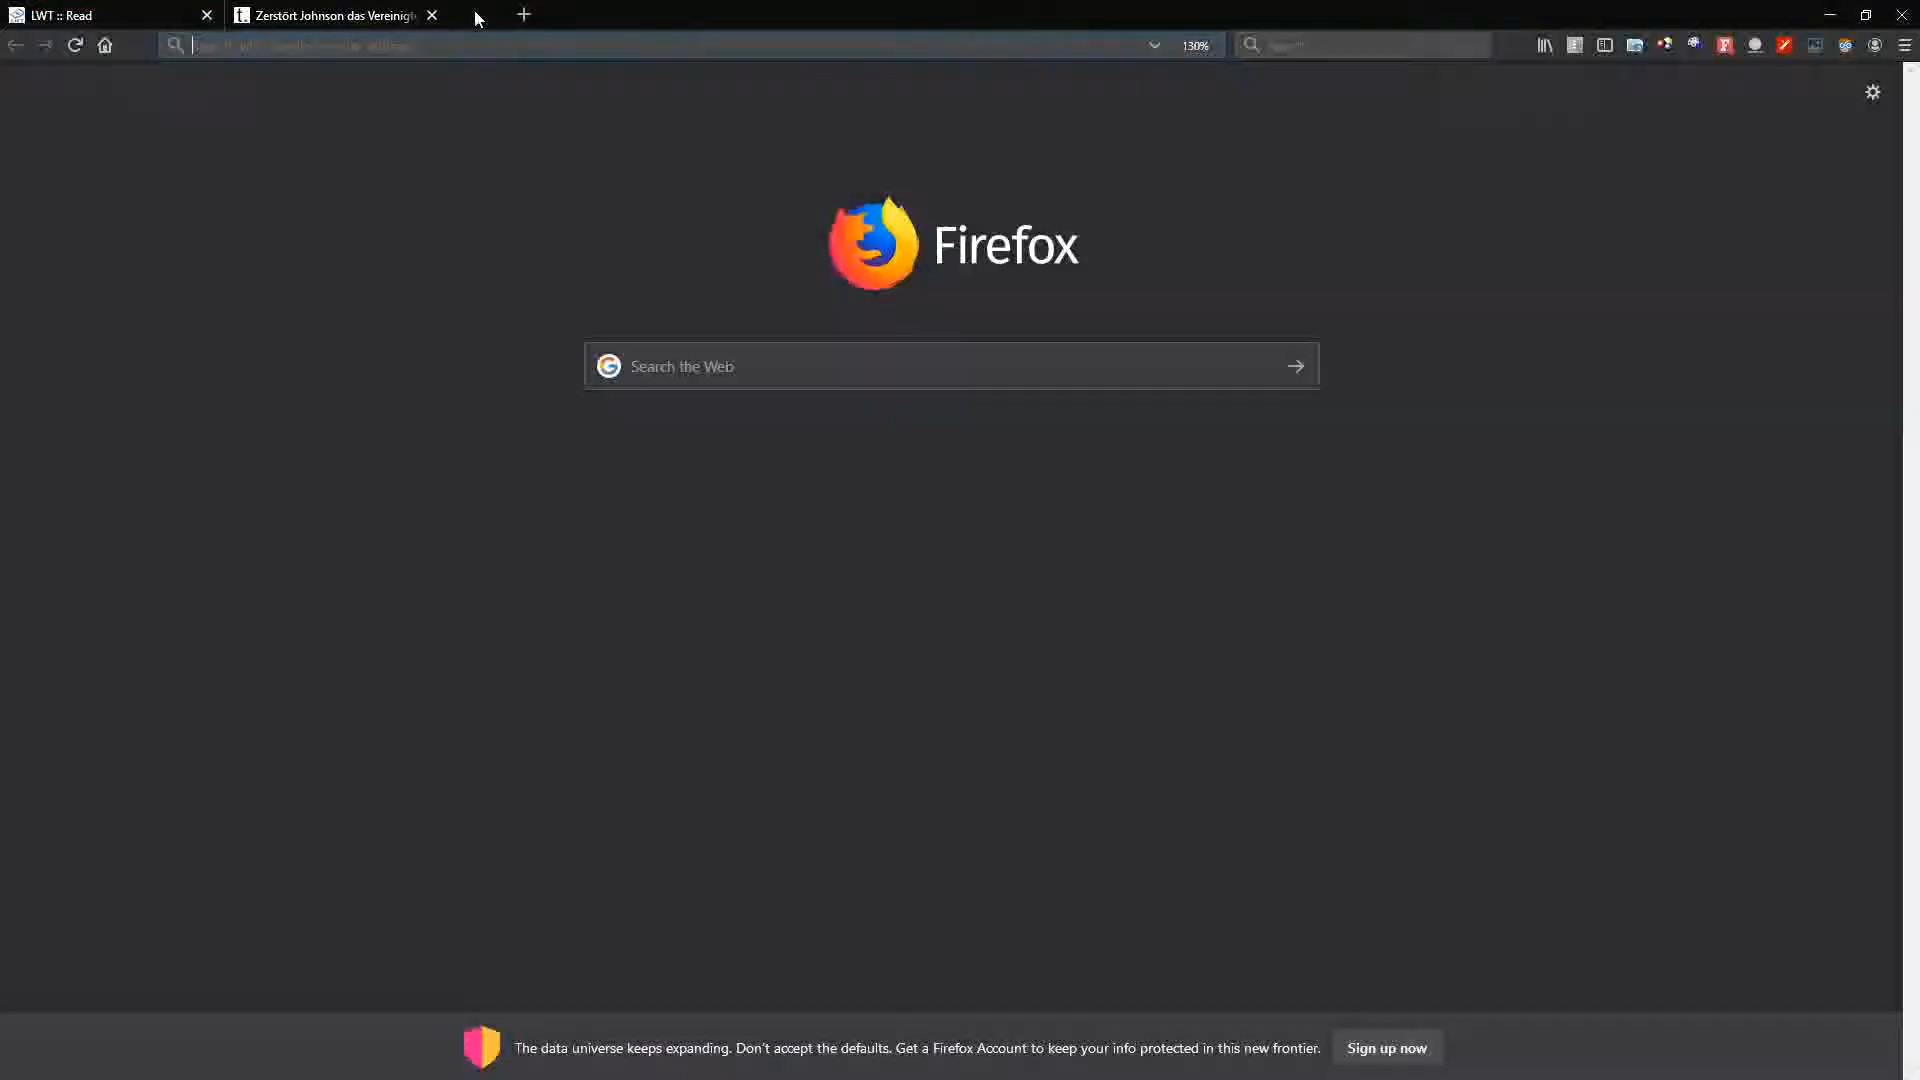 LWT :: Read
Zerstört Johnson das Vereinigt
130%
Firefox
Search the Web
The data universe keeps expanding. Don't accept the defaults. Get a Firefox Account to keep your info protected in this new frontier.
Sign up now